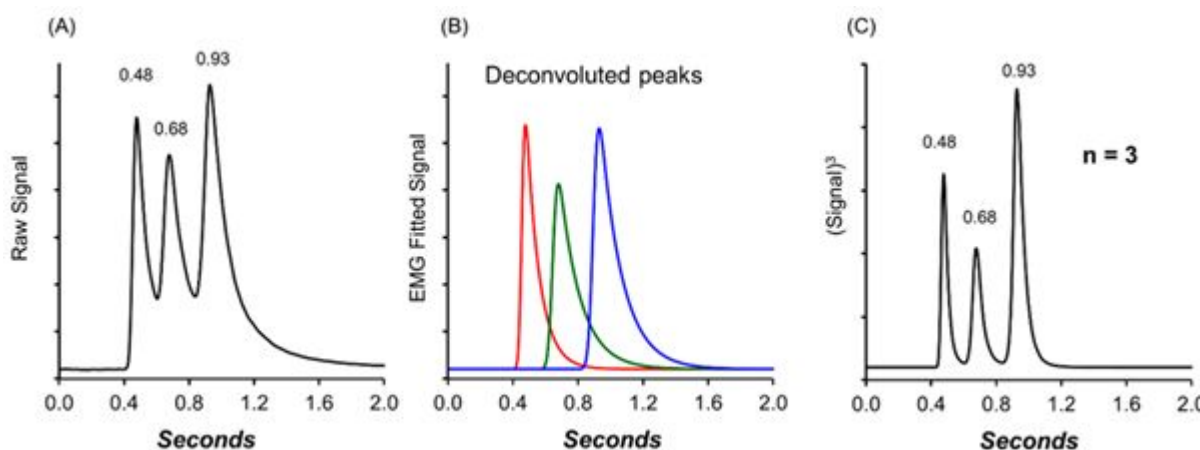 (A)
0.48
0.68
0.93
Raw Signal
0.0 0.4 0.8 1.2 1.6 2.0
Seconds
(B)
Deconvoluted peaks
EMG Fitted Signal
0.0 0.4 0.8 1.2 1.6 2.0
Seconds
(C)
0.48
0.68
0.93
n = 3
(Signal)³
0.0 0.4 0.8 1.2 1.6 2.0
Seconds